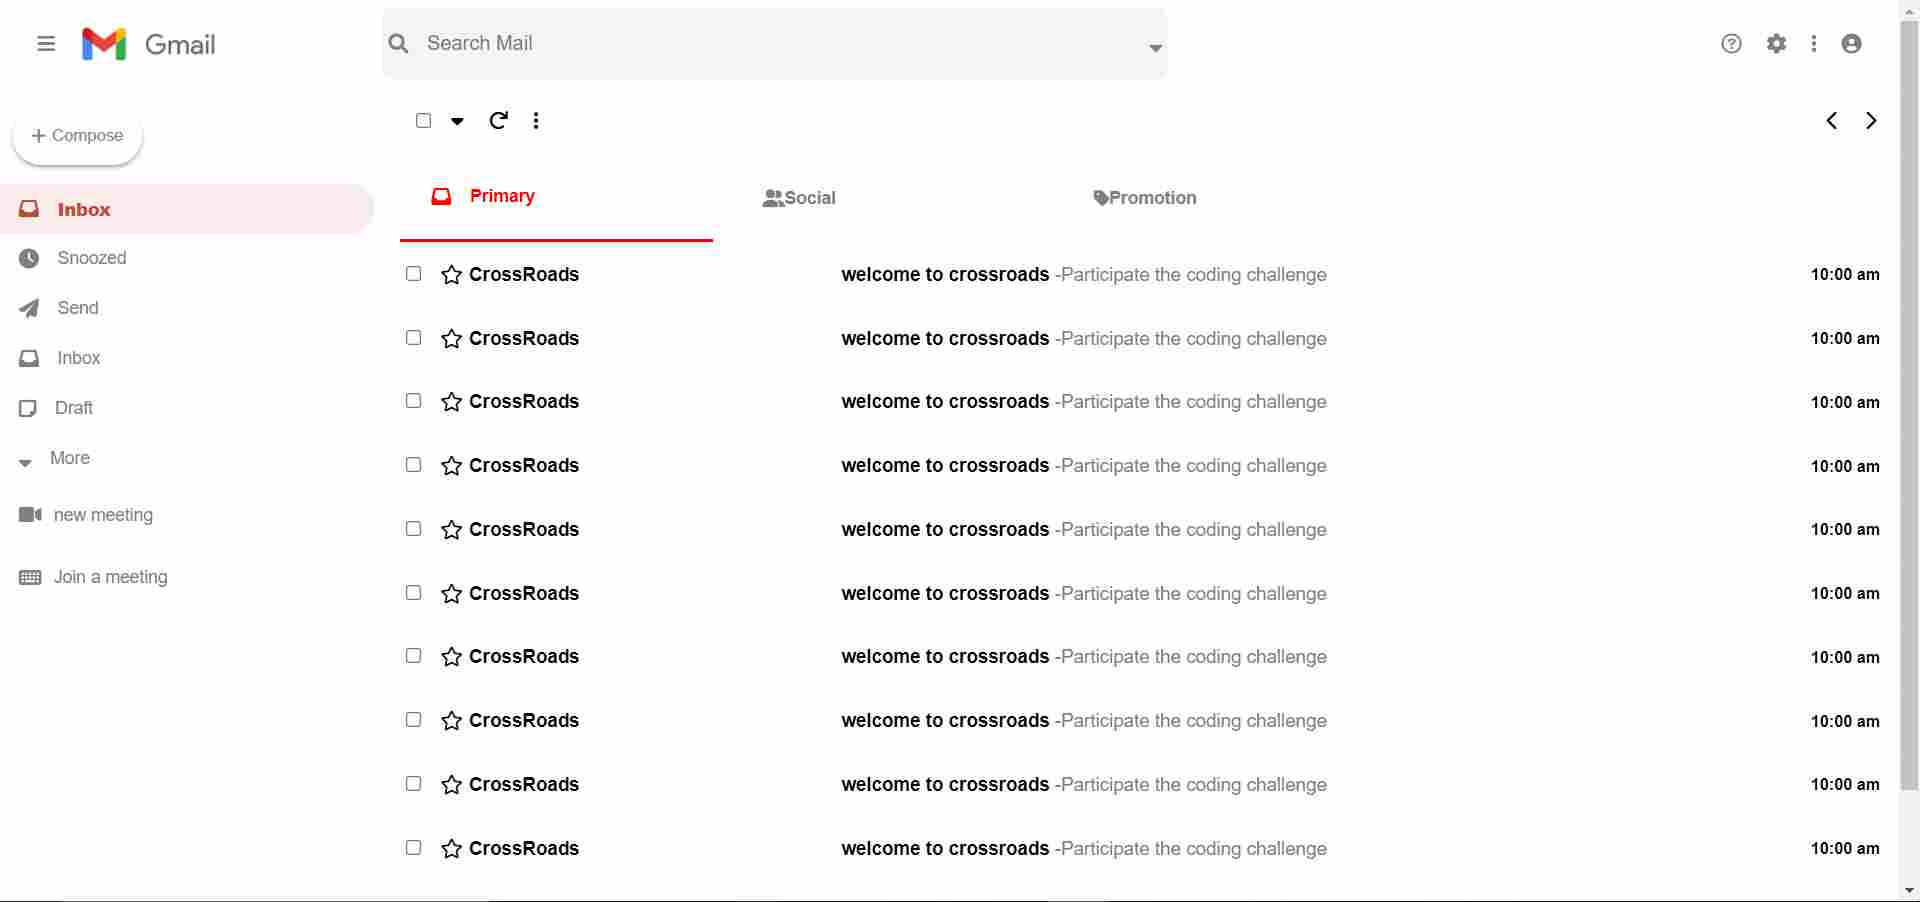 Gmail
Search Mail
+ Compose
Inbox
Snoozed
Send
Inbox
Draft
More
new meeting
Join a meeting
Primary Social Promotion
CrossRoads welcome to crossroads -Participate the coding challenge 10:00 am
CrossRoads welcome to crossroads -Participate the coding challenge 10:00 am
CrossRoads welcome to crossroads -Participate the coding challenge 10:00 am
CrossRoads welcome to crossroads -Participate the coding challenge 10:00 am
CrossRoads welcome to crossroads -Participate the coding challenge 10:00 am
CrossRoads welcome to crossroads -Participate the coding challenge 10:00 am
CrossRoads welcome to crossroads -Participate the coding challenge 10:00 am
CrossRoads welcome to crossroads -Participate the coding challenge 10:00 am
CrossRoads welcome to crossroads -Participate the coding challenge 10:00 am
CrossRoads welcome to crossroads -Participate the coding challenge 10:00 am